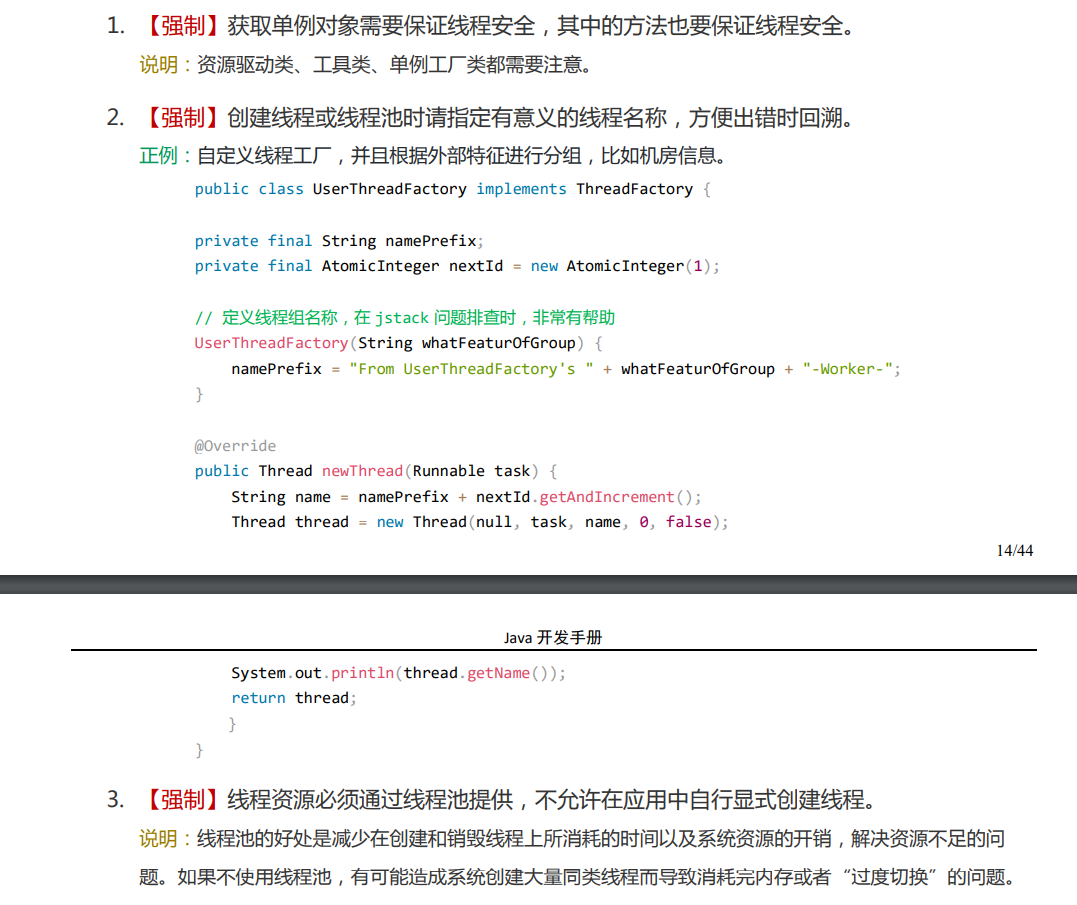 1. 【强制】获取单例对象需要保证线程安全，其中的方法也要保证线程安全。
说明：资源驱动类、工具类、单例工厂类都需要注意。
2. 【强制】创建线程或线程池时请指定有意义的线程名称，方便出错时回溯。
正例：自定义线程工厂，并且根据外部特征进行分组，比如机房信息。
public class UserThreadFactory implements ThreadFactory {
private final String namePrefix;
private final AtomicInteger nextId = new AtomicInteger(1);
// 定义线程组名称，在 jstack 问题排查时，非常有帮助
UserThreadFactory(String whatFeaturOfGroup) {
namePrefix = "From UserThreadFactory's " + whatFeaturOfGroup + "-Worker-";
}
@Override
public Thread newThread(Runnable task) {
String name = namePrefix + nextId.getAndIncrement();
Thread thread = new Thread(null, task, name, 0, false);
14/44
Java 开发手册
System.out.println(thread.getName());
return thread;
}
}
3. 【强制】线程资源必须通过线程池提供，不允许在应用中自行显式创建线程。
说明：线程池的好处是减少在创建和销毁线程上所消耗的时间以及系统资源的开销，解决资源不足的问
题。如果不使用线程池，有可能造成系统创建大量同类线程而导致消耗完内存或者“过度切换”的问题。